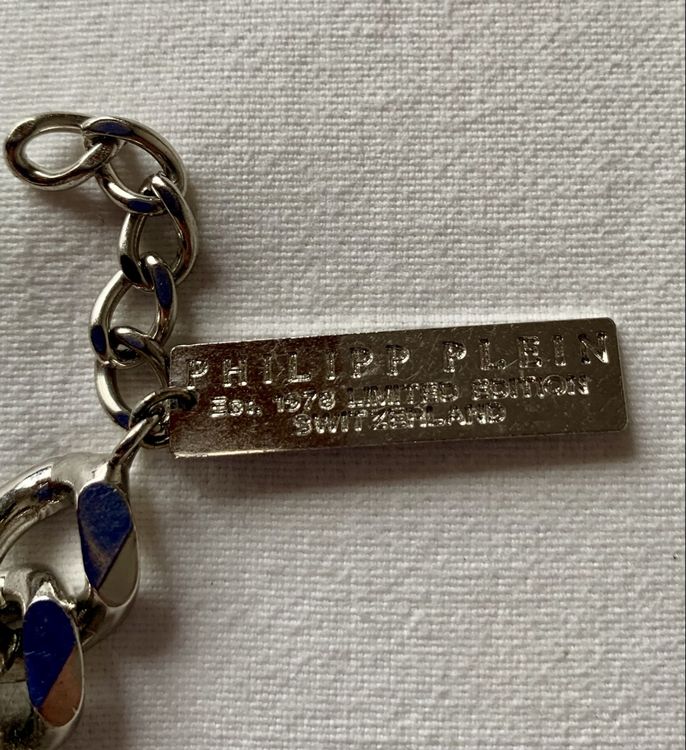 PHILIPP PLEIN
Est. 1978 LIMITED EDITION
SWITZERLAND